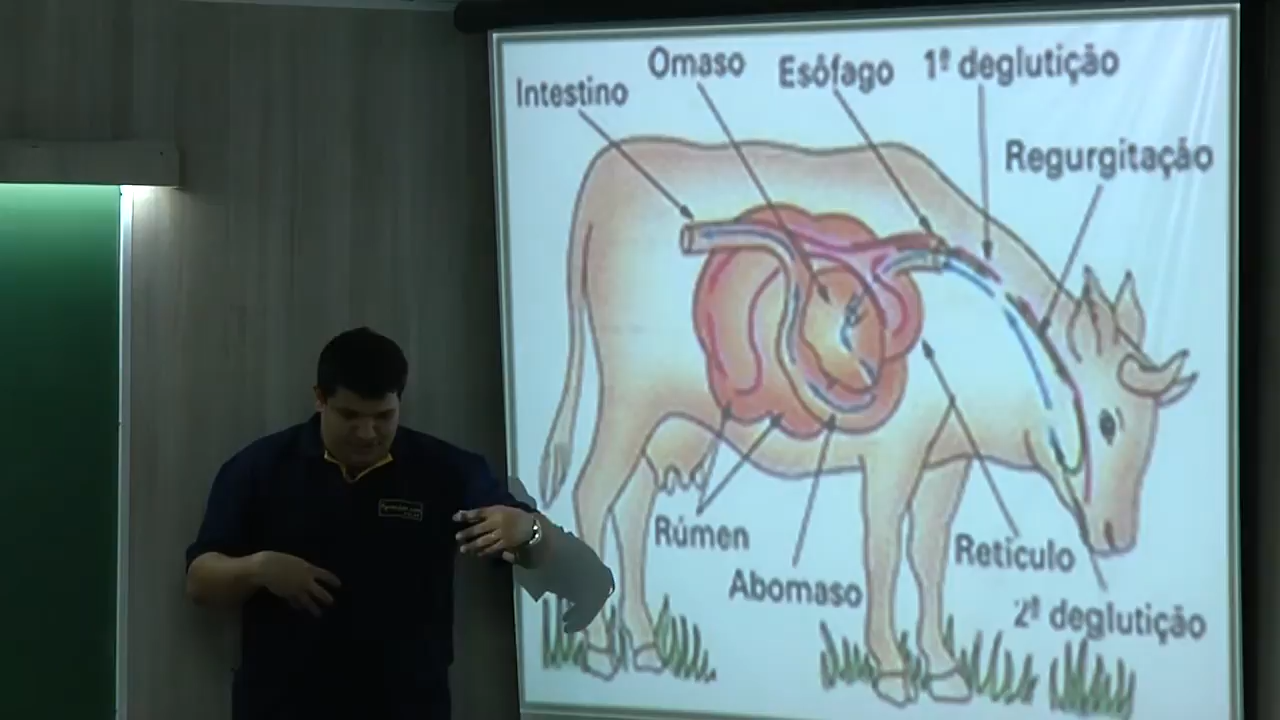 Intestino
Omaso
Esôfago
1ª deglutição
Regurgitação
Rúmen
Abomaso
Retículo
2ª deglutição